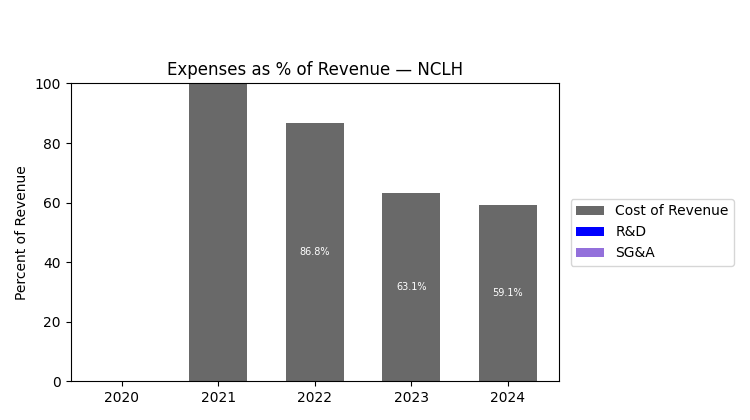 Expenses as % of Revenue — NCLH
Percent of Revenue
100
80
60
40
20
0
86.8%
63.1%
59.1%
2020
2021
2022
2023
2024
Cost of Revenue
R&D
SG&A